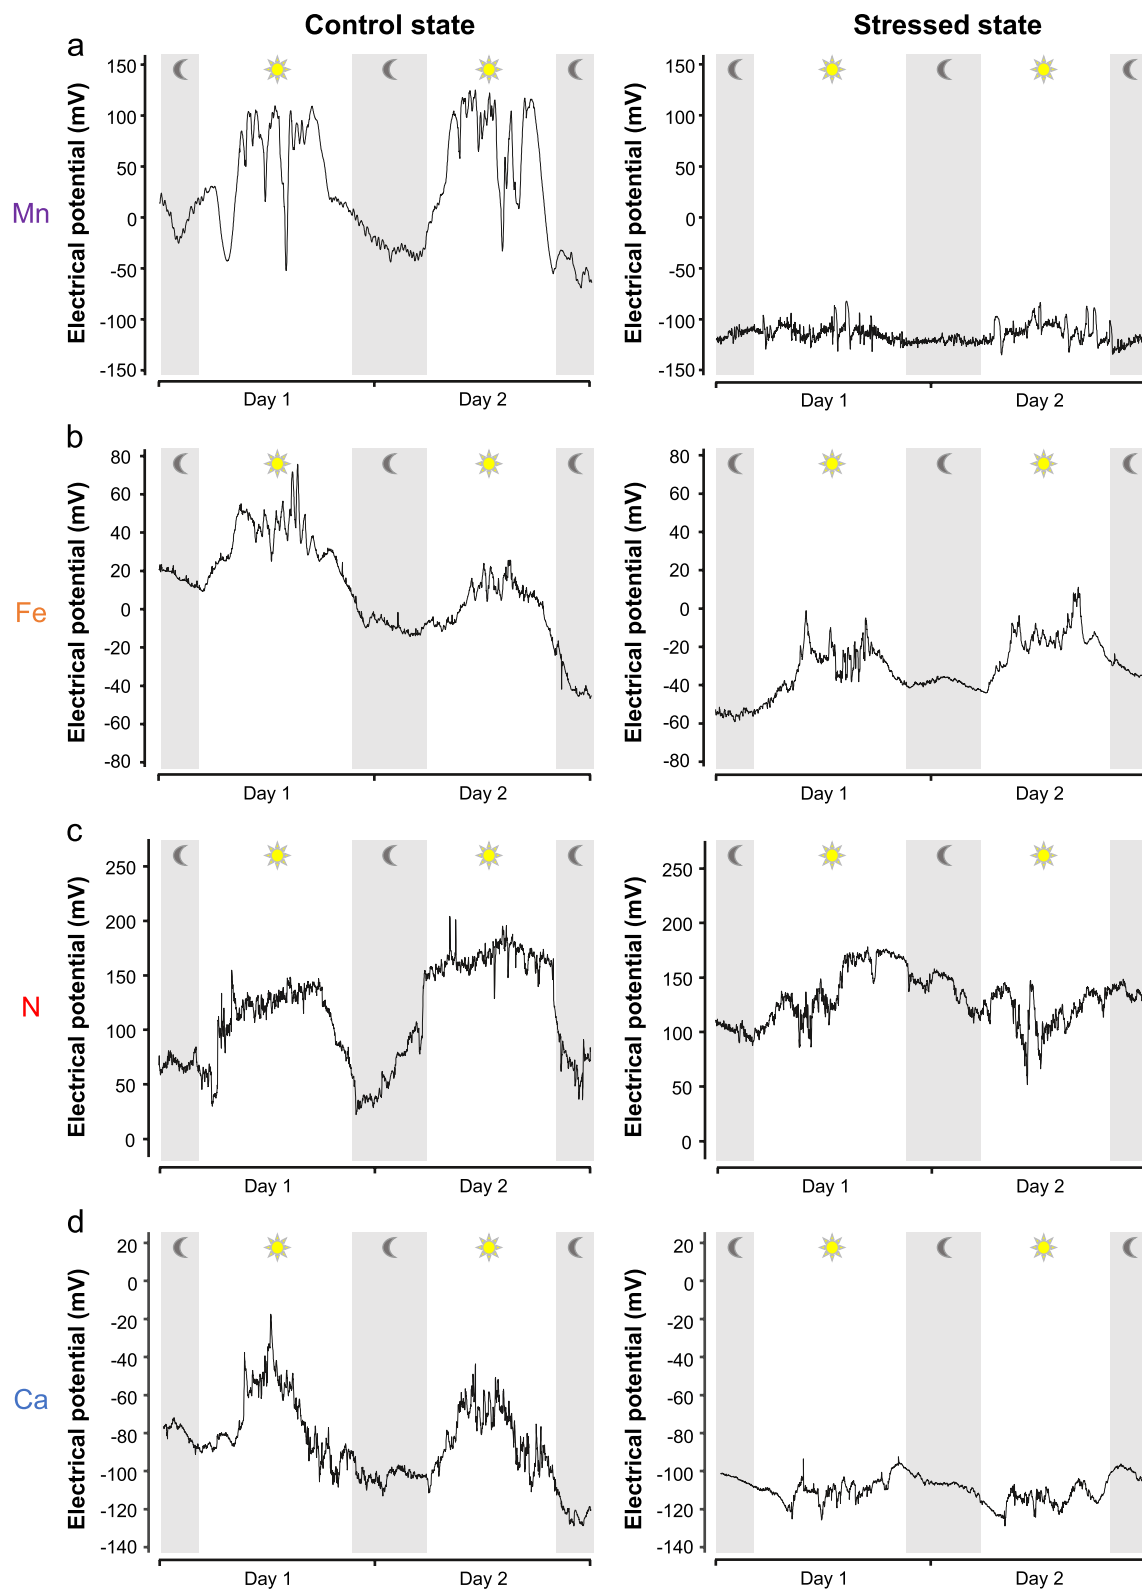 Control state
Stressed state
a
Mn
Electrical potential (mV)
150
100
50
0
-50
-100
-150
Day 1
Day 2
Electrical potential (mV)
150
100
50
0
-50
-100
-150
Day 1
Day 2
b
Fe
Electrical potential (mV)
80
60
40
20
0
-20
-40
-60
-80
Day 1
Day 2
Electrical potential (mV)
80
60
40
20
0
-20
-40
-60
-80
Day 1
Day 2
c
N
Electrical potential (mV)
250
200
150
100
50
0
Day 1
Day 2
Electrical potential (mV)
250
200
150
100
50
0
Day 1
Day 2
d
Ca
Electrical potential (mV)
20
0
-20
-40
-60
-80
-100
-120
-140
Day 1
Day 2
Electrical potential (mV)
20
0
-20
-40
-60
-80
-100
-120
-140
Day 1
Day 2